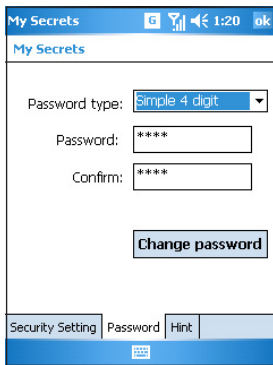 My Secrets G 1:20 ok
My Secrets
Password type: Simple 4 digit
Password: ****
Confirm: ****
Change password
Security Setting Password Hint